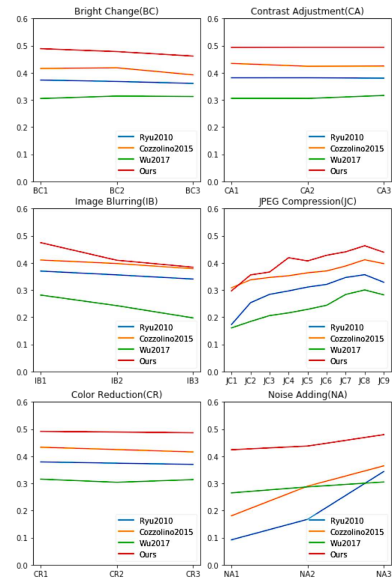 Bright Change(BC)
0.6
0.5
0.4
0.3
0.2
0.1
0.0
Ryu2010
Cozzolino2015
Wu2017
Ours
BC1 BC2 BC3
Contrast Adjustment(CA)
0.6
0.5
0.4
0.3
0.2
0.1
0.0
Ryu2010
Cozzolino2015
Wu2017
Ours
CA1 CA2 CA3
Image Blurring(IB)
0.6
0.5
0.4
0.3
0.2
0.1
0.0
Ryu2010
Cozzolino2015
Wu2017
Ours
IB1 IB2 IB3
JPEG Compression(JC)
0.6
0.5
0.4
0.3
0.2
0.1
0.0
Ryu2010
Cozzolino2015
Wu2017
Ours
JC1 JC2 JC3 JC4 JC5 JC6 JC7 JC8 JC9
Color Reduction(CR)
0.6
0.5
0.4
0.3
0.2
0.1
0.0
Ryu2010
Cozzolino2015
Wu2017
Ours
CR1 CR2 CR3
Noise Adding(NA)
0.6
0.5
0.4
0.3
0.2
0.1
0.0
Ryu2010
Cozzolino2015
Wu2017
Ours
NA1 NA2 NA3